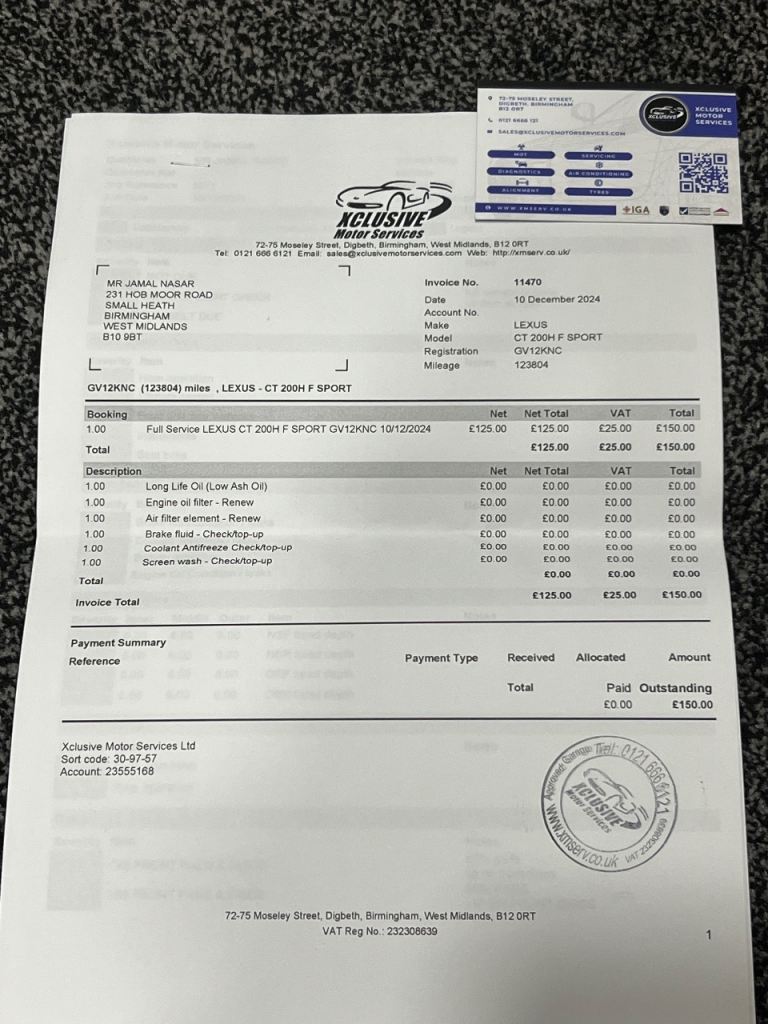 72-75 MOSELEY STREET,
DIGBETH, BIRMINGHAM
B12 0RT
0121 6666 121
SALES@XCLUSIVEMOTORSERVICES.COM
MOT SERVICING
DIAGNOSTICS AIR CONDITIONING
ALIGNMENT TYRES
WWW.XMSERV.CO.UK
XCLUSIVE
XCLUSIVE
MOTOR
SERVICES
IGA
XCLUSIVE
Motor Services
72-75 Moseley Street, Digbeth, Birmingham, West Midlands, B12 0RT
Tel: 0121 666 6121 Email: sales@xclusivemotorservices.com Web: http://xmserv.co.uk/
MR JAMAL NASAR
231 HOB MOOR ROAD
SMALL HEATH
BIRMINGHAM
WEST MIDLANDS
B10 9BT
Invoice No. 11470
Date 10 December 2024
Account No.
Make LEXUS
Model CT 200H F SPORT
Registration GV12KNC
Mileage 123804
GV12KNC (123804) miles , LEXUS - CT 200H F SPORT
Booking Net Net Total VAT Total
1.00 Full Service LEXUS CT 200H F SPORT GV12KNC 10/12/2024 £125.00 £125.00 £25.00 £150.00
Total £125.00 £25.00 £150.00
Description Net Net Total VAT Total
1.00 Long Life Oil (Low Ash Oil) £0.00 £0.00 £0.00 £0.00
1.00 Engine oil filter - Renew £0.00 £0.00 £0.00 £0.00
1.00 Air filter element - Renew £0.00 £0.00 £0.00 £0.00
1.00 Brake fluid - Check/top-up £0.00 £0.00 £0.00 £0.00
1.00 Coolant Antifreeze Check/top-up £0.00 £0.00 £0.00 £0.00
1.00 Screen wash - Check/top-up £0.00 £0.00 £0.00 £0.00
Total £0.00 £0.00 £0.00
Invoice Total £125.00 £25.00 £150.00
Payment Summary
Reference Payment Type Received Allocated Amount
Total Paid Outstanding
£0.00 £150.00
Xclusive Motor Services Ltd
Sort code: 30-97-57
Account: 23555168
Approved Garage Tel: 0121 666 6121
XCLUSIVE
Motor Services
www.xmserv.co.uk VAT 232308639
72-75 Moseley Street, Digbeth, Birmingham, West Midlands, B12 0RT
VAT Reg No.: 232308639
1